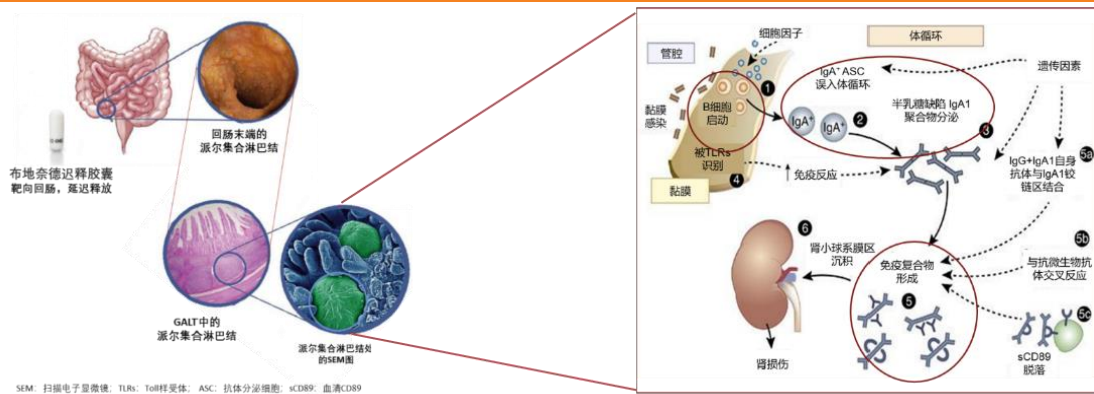 回肠末端的
派尔集合淋巴结
布地奈德迟释胶囊
靶向回肠，延迟释放
GALT中的
派尔集合淋巴结
派尔集合淋巴结处
的SEM图
SEM：扫描电子显微镜；TLRs：Toll样受体；ASC：抗体分泌细胞；sCD89：血清CD89
细胞因子
体循环
管腔
遗传因素
IgA⁺ ASC
误入体循环
1
黏膜
感染
B细胞
启动
半乳糖缺陷 IgA1
聚合物分泌
IgA⁺
IgA⁺
2
3
被TLRs
识别
4
免疫反应
黏膜
5a
IgG+IgA1自身
抗体与IgA1铰
链区结合
6
肾小球系膜区
沉积
免疫复合物
形成
5
5b
与抗微生物抗
体交叉反应
5c
sCD89
脱落
肾损伤